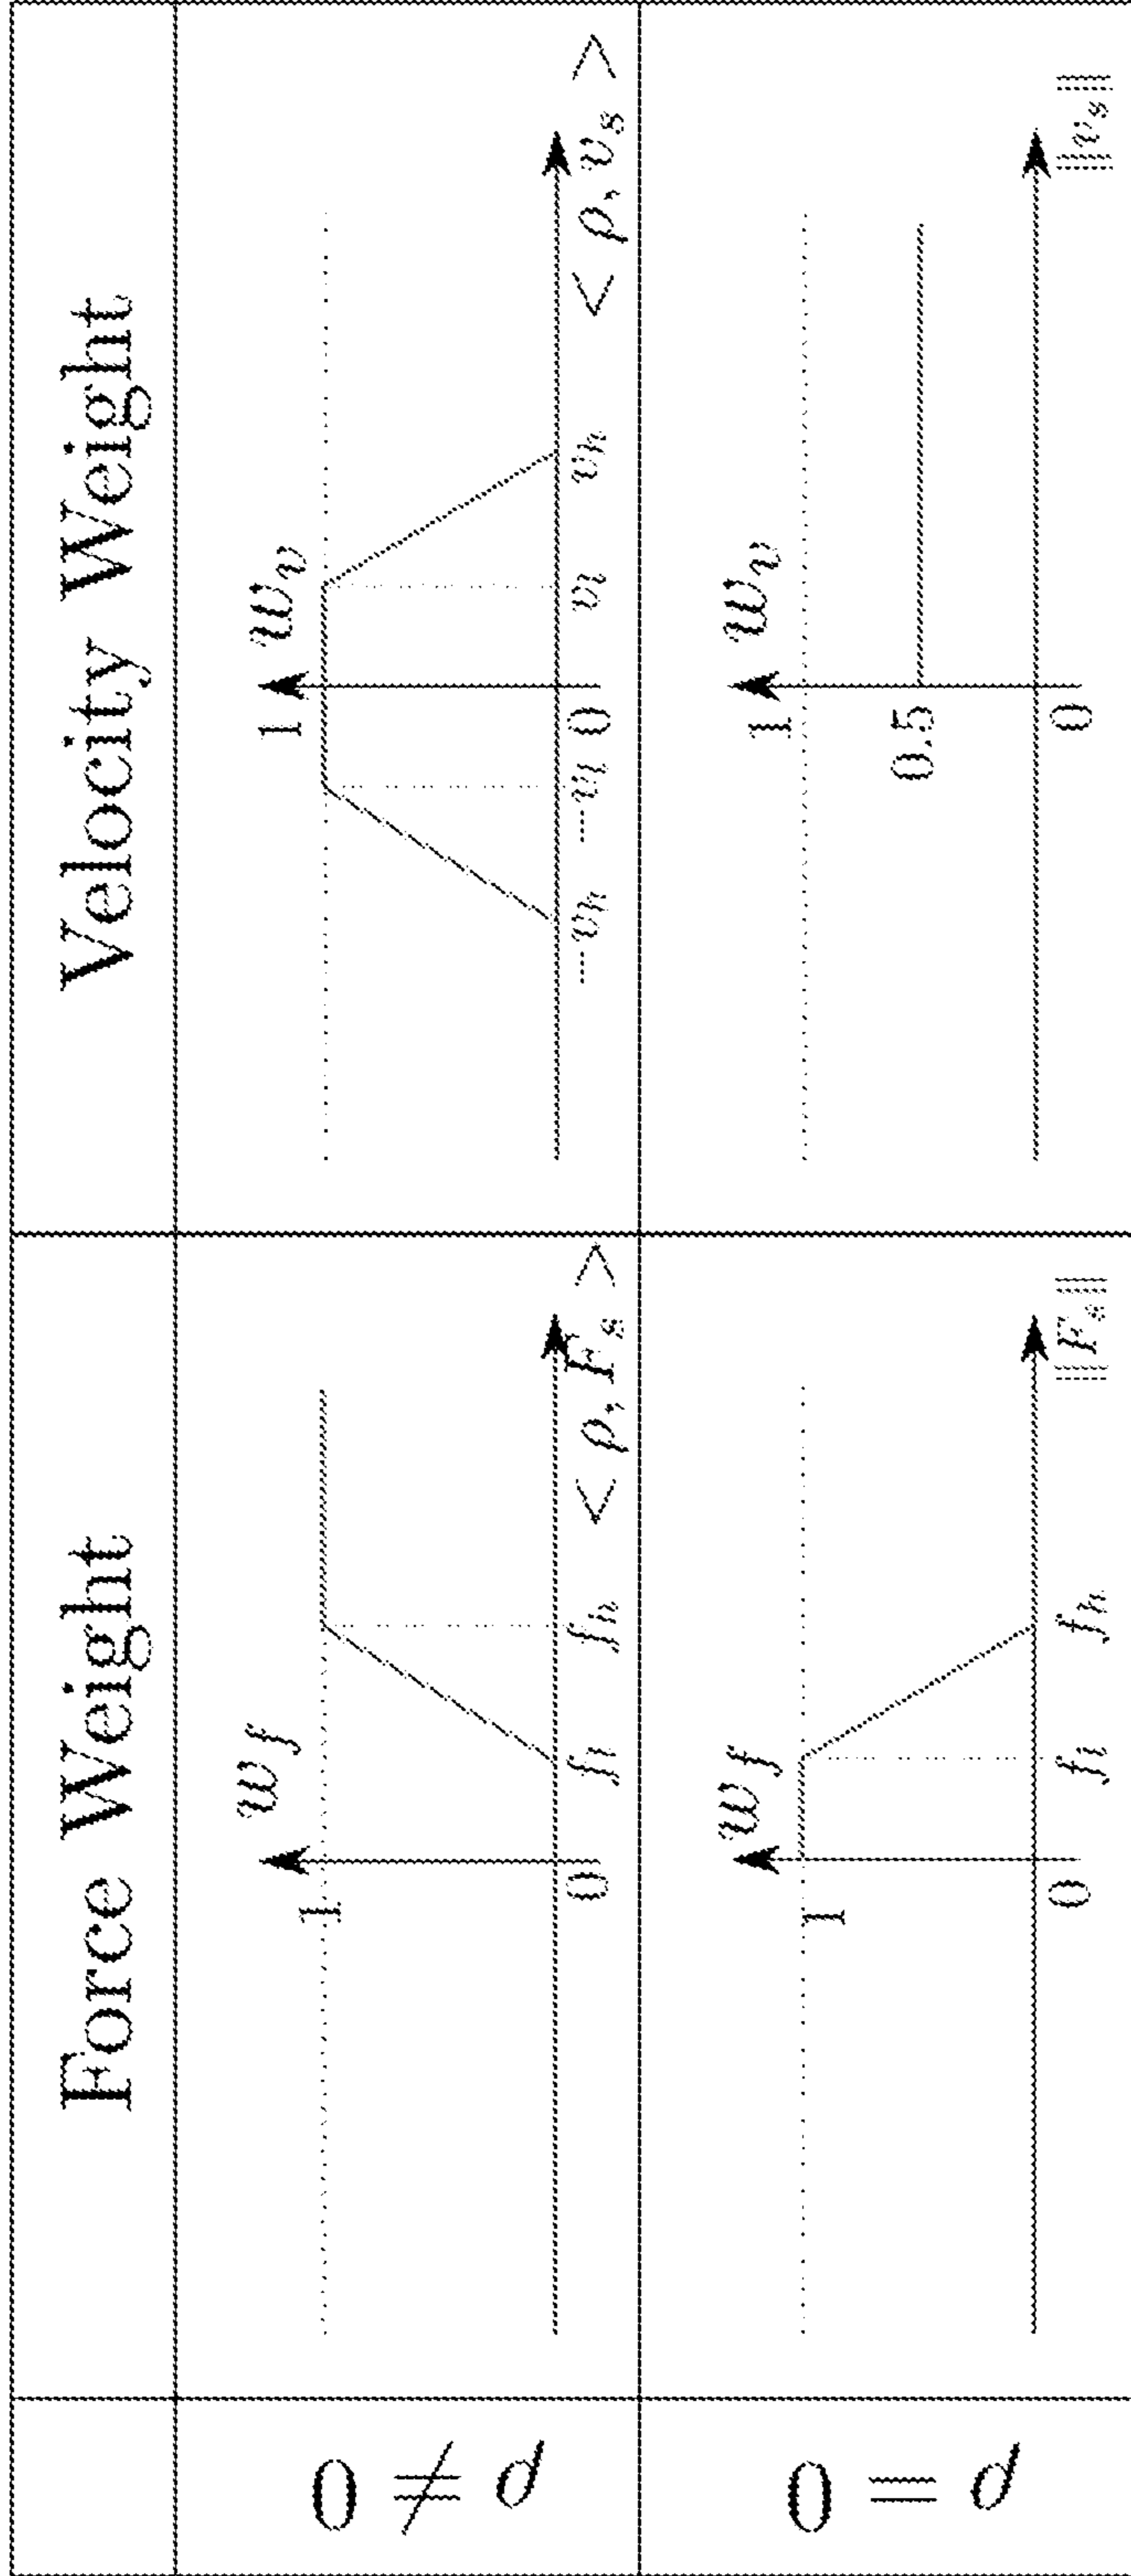 Force Weight
Velocity Weight
ρ ≠ 0
w_f
1
0
f_l
f_h
< ρ, F_s >
w_v
1
-v_h
-v_l
0
v_l
v_h
< ρ, v_s >
ρ = 0
w_f
1
0
f_l
f_h
‖F_s‖
w_v
1
0.5
0
‖v_s‖